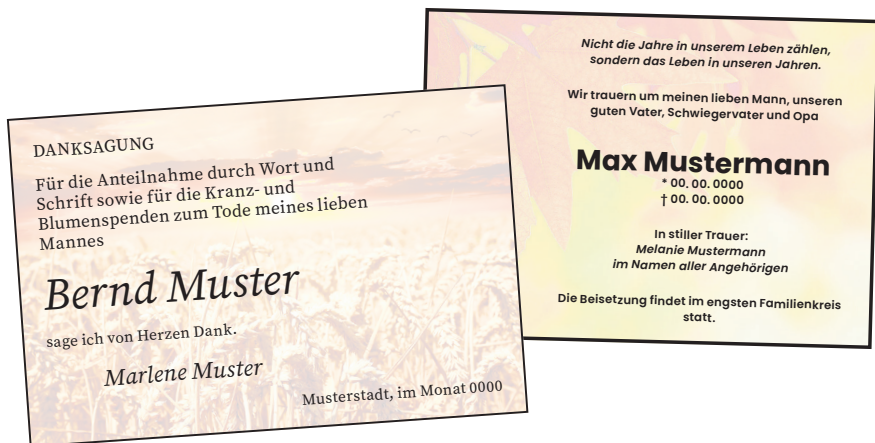 DANKSAGUNG
Für die Anteilnahme durch Wort und
Schrift sowie für die Kranz- und
Blumenspenden zum Tode meines lieben
Mannes
Bernd Muster
sage ich von Herzen Dank.
Marlene Muster
Musterstadt, im Monat 0000
Nicht die Jahre in unserem Leben zählen,
sondern das Leben in unseren Jahren.
Wir trauern um meinen lieben Mann, unseren
guten Vater, Schwiegervater und Opa
Max Mustermann
* 00. 00. 0000
† 00. 00. 0000
In stiller Trauer:
Melanie Mustermann
im Namen aller Angehörigen
Die Beisetzung findet im engsten Familienkreis
statt.